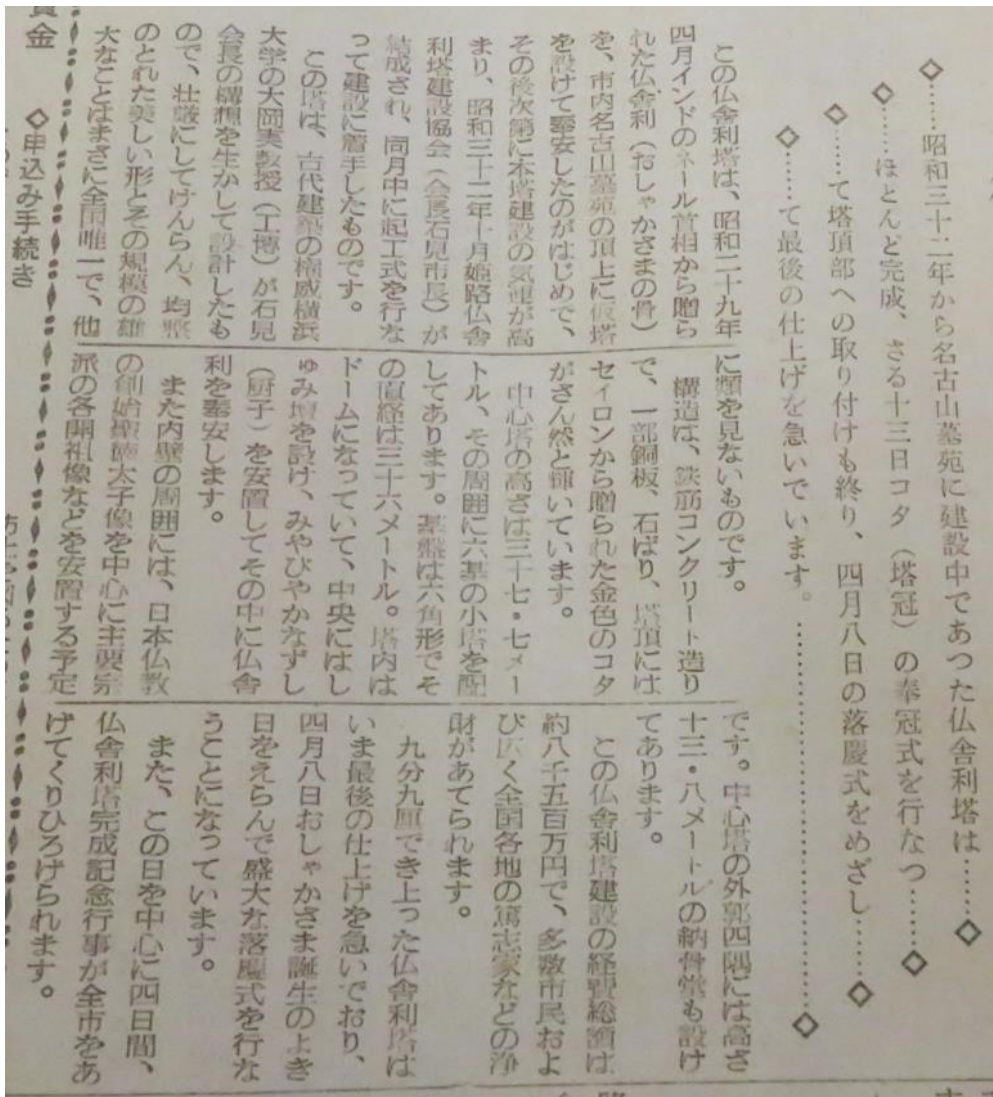 ◇……昭和三十二年から名古山墓苑に建設中であつた仏舎利塔は……◇
◇……ほとんど完成、さる十三日コタ（塔冠）の奉冠式を行なつ……◇
◇……て塔頂部への取り付けも終り、四月八日の落慶式をめざし……◇
◇……て最後の仕上げを急いでいます。……………………◇
この仏舎利塔は、昭和二十九年
四月インドのネール首相から贈ら
れた仏舎利（おしゃかさまの骨）
を、市内名古山墓苑の頂上に仮塔
を設けて奉安したのがはじめで、
その後次第に本塔建設の気運が高
まり、昭和三十二年十月姫路仏舎
利塔建設協会（会長石見市長）が
結成され、同月中に起工式を行な
って建設に着手したものです。
この塔は、古代建築の権威横浜
大学の大岡実教授（工博）が石見
会長の構想を生かして設計したも
ので、壮厳にしてけんらん、均整
のとれた美しい形とその規模の雄
大なことはまさに全国唯一で、他
に類を見ないものです。
構造は、鉄筋コンクリート造り
で、一部銅板、石ばり、塔頂には
セイロンから贈られた金色のコタ
がさん然と輝いています。
中心塔の高さは三十七・七メー
トル、その周囲に六基の小塔を配
してあります。基盤は六角形でそ
の直経は三十六メートル。塔内は
ドームになっていて、中央にはし
ゅみ壇を設け、みやびやかなずし
（厨子）を安置してその中に仏舎
利を奉安します。
また内壁の周囲には、日本仏教
の創始聖徳太子像を中心に主要宗
派の各開祖像などを安置する予定
です。中心塔の外郭四隅には高さ
十三・八メートルの納骨堂も設け
てあります。
この仏舎利塔建設の経費総額は
約八千五百万円で、多数市民およ
び広く全国各地の篤志家などの浄
財があてられます。
九分九厘でき上った仏舎利塔は
いま最後の仕上げを急いでおり、
四月八日おしゃかさま誕生のよき
日をえらんで盛大な落慶式を行な
うことになっています。
また、この日を中心に四日間、
仏舎利塔完成記念行事が全市をあ
げてくりひろげられます。
金
◇申込み手続き